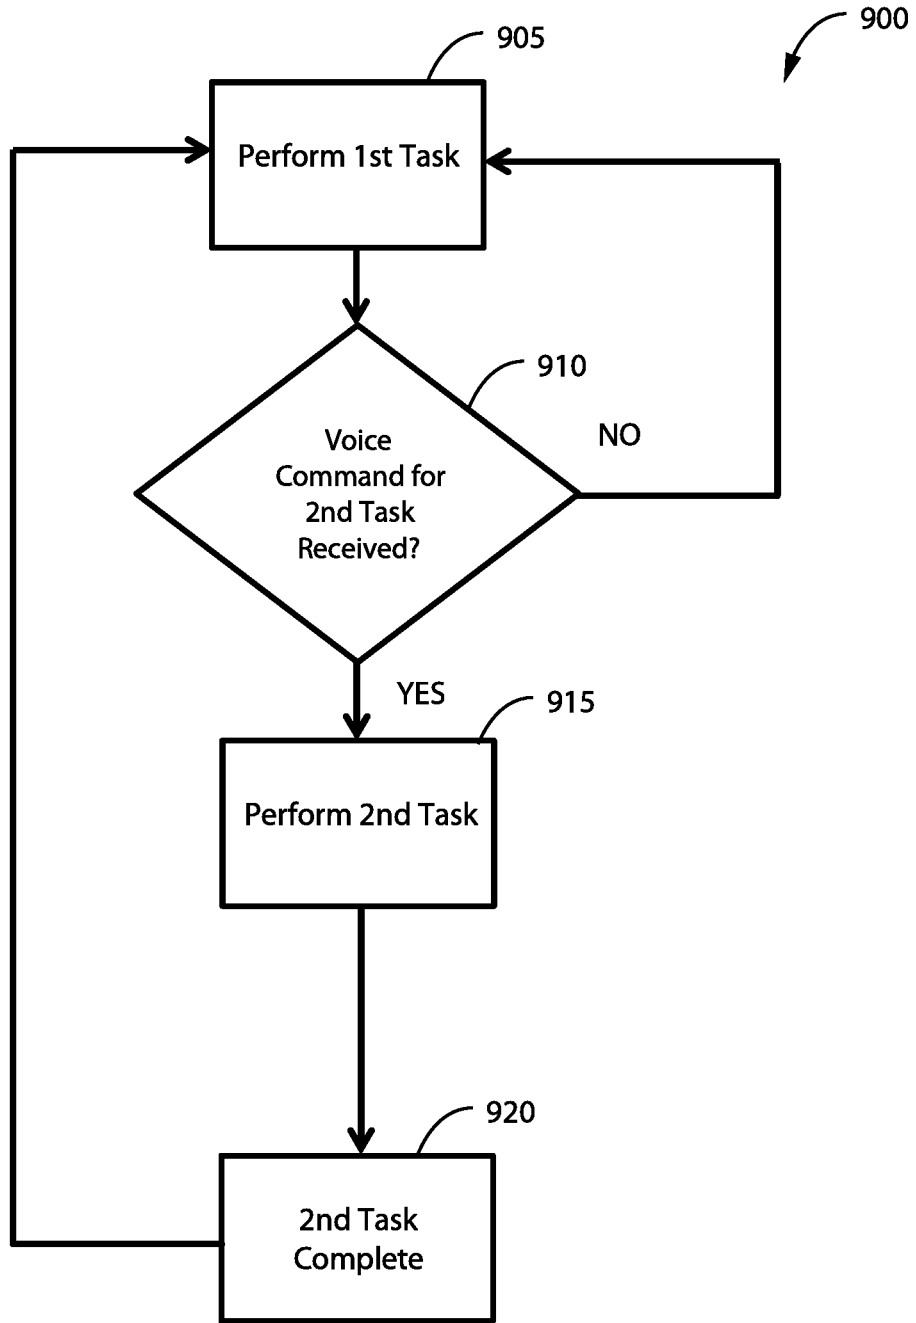 900
905
Perform 1st Task
910
Voice
Command for
2nd Task
Received?
NO
YES
915
Perform 2nd Task
920
2nd Task
Complete